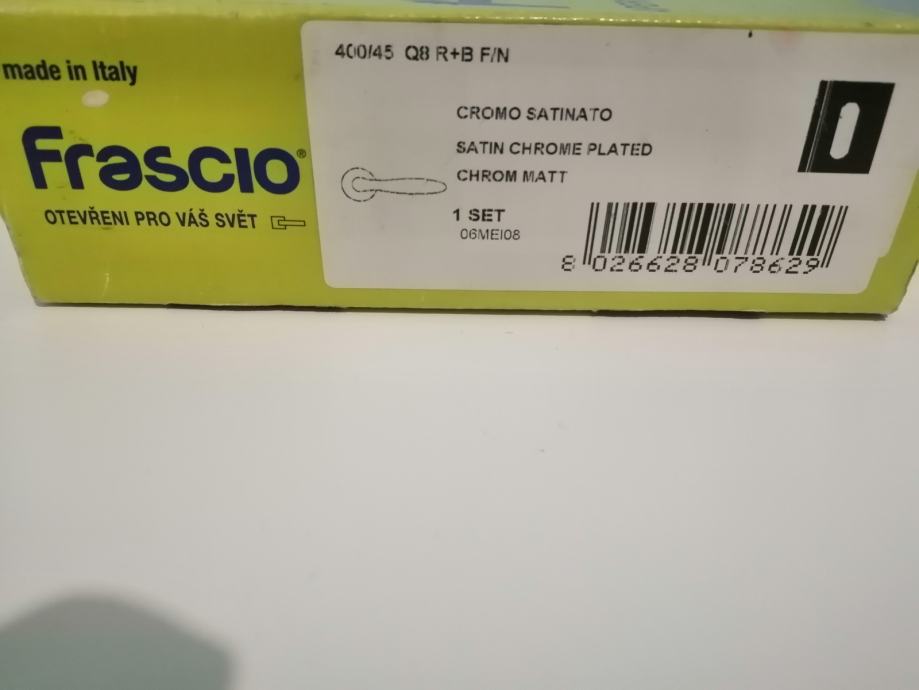 made in Italy
Frascio®
OTEVŘENI PRO VÁŠ SVĚT
400/45 Q8 R+B F/N
CROMO SATINATO
SATIN CHROME PLATED
CHROM MATT
1 SET
06MEI08
8 026628 078629